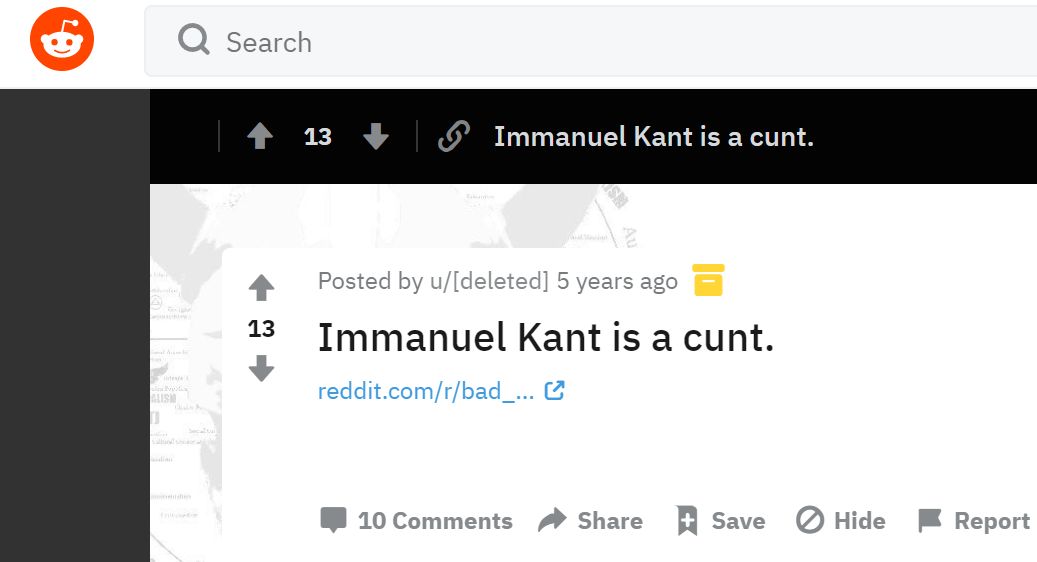 Search
13 Immanuel Kant is a cunt.
Posted by u/[deleted] 5 years ago
13
Immanuel Kant is a cunt.
reddit.com/r/bad_...
10 Comments Share Save Hide Report